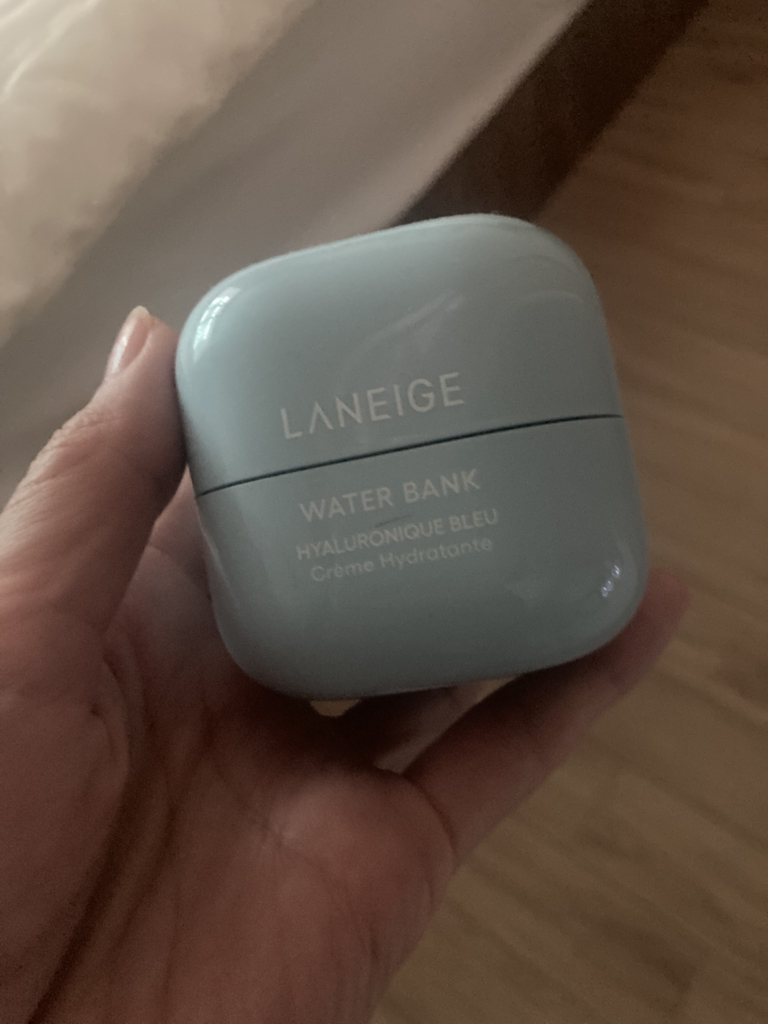 LANEIGE
WATER BANK
HYALURONIQUE BLEU
Crème Hydratante